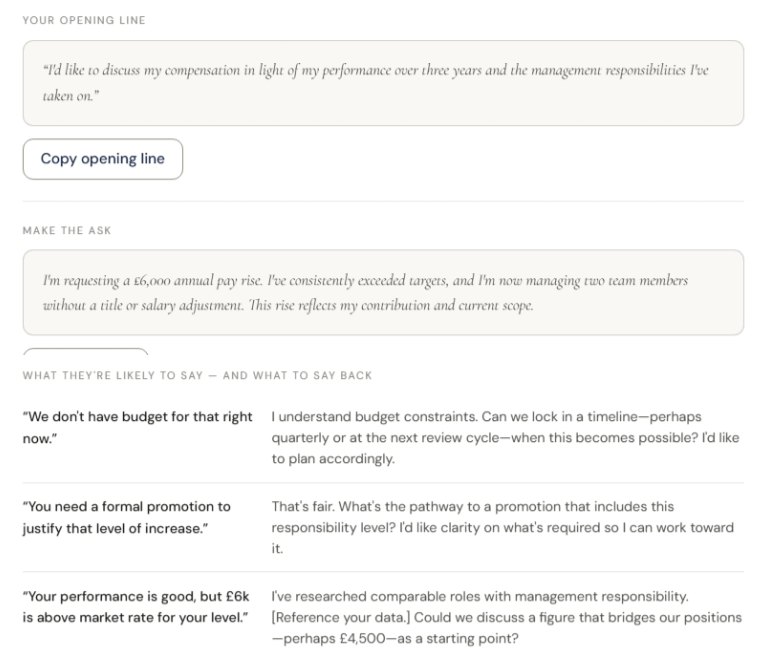 YOUR OPENING LINE
“I'd like to discuss my compensation in light of my performance over three years and the management responsibilities I've
taken on.”
Copy opening line
MAKE THE ASK
I'm requesting a £6,000 annual pay rise. I've consistently exceeded targets, and I'm now managing two team members
without a title or salary adjustment. This rise reflects my contribution and current scope.
WHAT THEY'RE LIKELY TO SAY — AND WHAT TO SAY BACK
“We don't have budget for that right
now.”
I understand budget constraints. Can we lock in a timeline—perhaps
quarterly or at the next review cycle—when this becomes possible? I'd like
to plan accordingly.
“You need a formal promotion to
justify that level of increase.”
That's fair. What's the pathway to a promotion that includes this
responsibility level? I'd like clarity on what's required so I can work toward
it.
“Your performance is good, but £6k
is above market rate for your level.”
I've researched comparable roles with management responsibility.
[Reference your data.] Could we discuss a figure that bridges our positions
—perhaps £4,500—as a starting point?